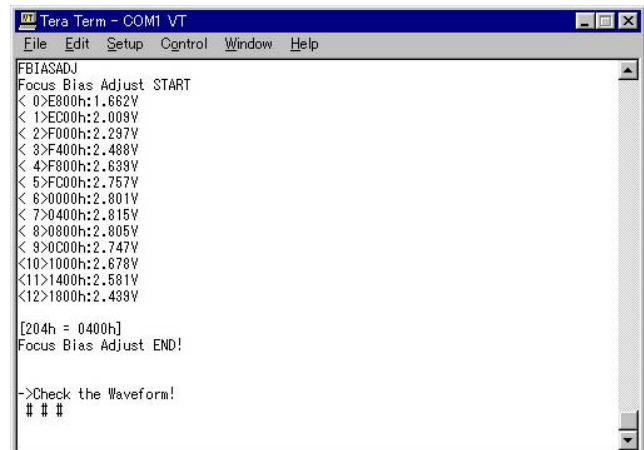 Tera Term - COM1 VT
File Edit Setup Control Window Help
FBIASADJ
Focus Bias Adjust START
< 0>E800h:1.662V
< 1>EC00h:2.009V
< 2>F000h:2.297V
< 3>F400h:2.488V
< 4>F800h:2.639V
< 5>FC00h:2.757V
< 6>0000h:2.801V
< 7>0400h:2.815V
< 8>0800h:2.805V
< 9>0C00h:2.747V
<10>1000h:2.678V
<11>1400h:2.581V
<12>1800h:2.439V
[204h = 0400h]
Focus Bias Adjust END!
->Check the Waveform!
# # #